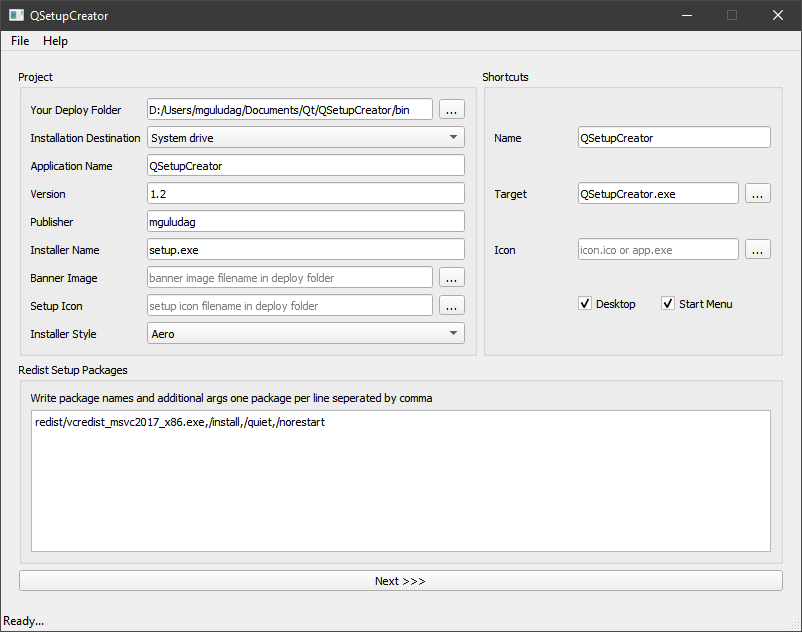 QSetupCreator
File Help
Project
Your Deploy Folder D:/Users/mguludag/Documents/Qt/QSetupCreator/bin ...
Installation Destination System drive
Application Name QSetupCreator
Version 1.2
Publisher mguludag
Installer Name setup.exe
Banner Image banner image filename in deploy folder ...
Setup Icon setup icon filename in deploy folder ...
Installer Style Aero
Shortcuts
Name QSetupCreator
Target QSetupCreator.exe ...
Icon icon.ico or app.exe ...
Desktop Start Menu
Redist Setup Packages
Write package names and additional args one package per line seperated by comma
redist/vcredist_msvc2017_x86.exe,/install,/quiet,/norestart
Next >>>
Ready...